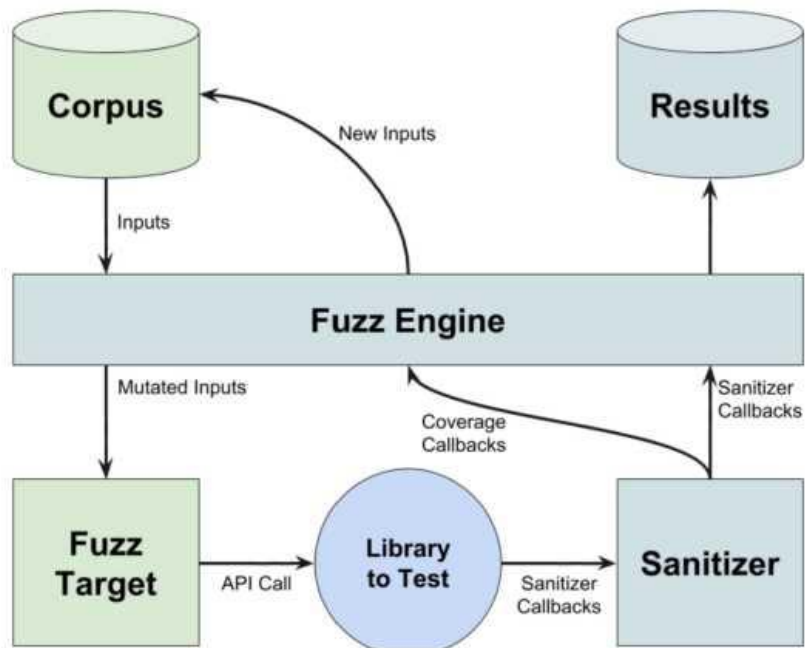 Corpus
Results
New Inputs
Inputs
Fuzz Engine
Mutated Inputs
Coverage
Callbacks
Sanitizer
Callbacks
Fuzz
Target
API Call
Library
to Test
Sanitizer
Callbacks
Sanitizer